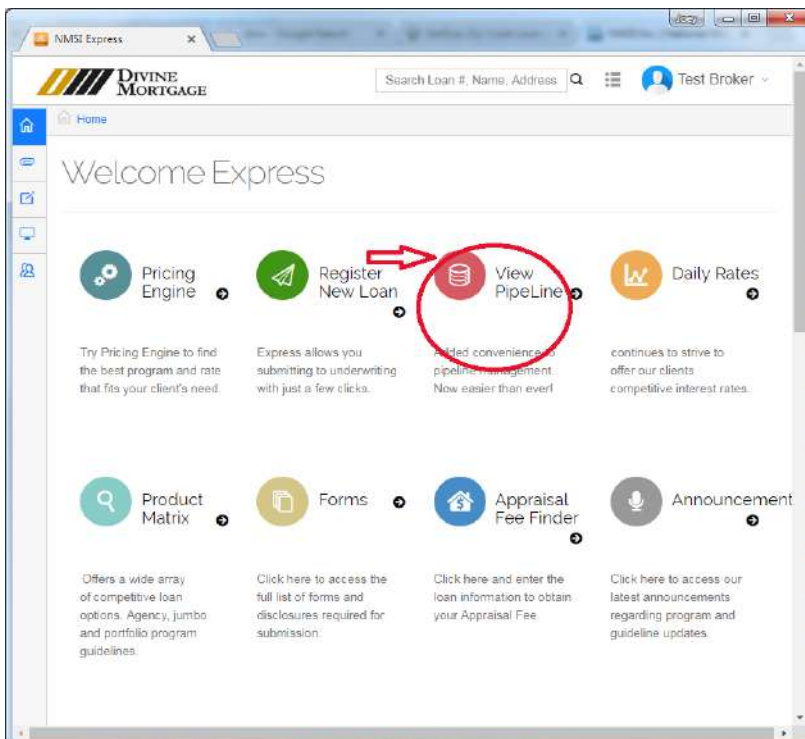 Joey
NMSI Express
DIVINE
MORTGAGE
Search Loan #, Name, Address
Test Broker
Home
Welcome Express
Pricing
Engine
Try Pricing Engine to find
the best program and rate
that fits your client's need.
Register
New Loan
Express allows you
submitting to underwriting
with just a few clicks.
View
PipeLine
Added convenience to
pipeline management.
Now easier than ever!
Daily Rates
continues to strive to
offer our clients
competitive interest rates.
Product
Matrix
Offers a wide array
of competitive loan
options. Agency, jumbo
and portfolio program
guidelines.
Forms
Click here to access the
full list of forms and
disclosures required for
submission.
Appraisal
Fee Finder
Click here and enter the
loan information to obtain
your Appraisal Fee.
Announcement
Click here to access our
latest announcements
regarding program and
guideline updates